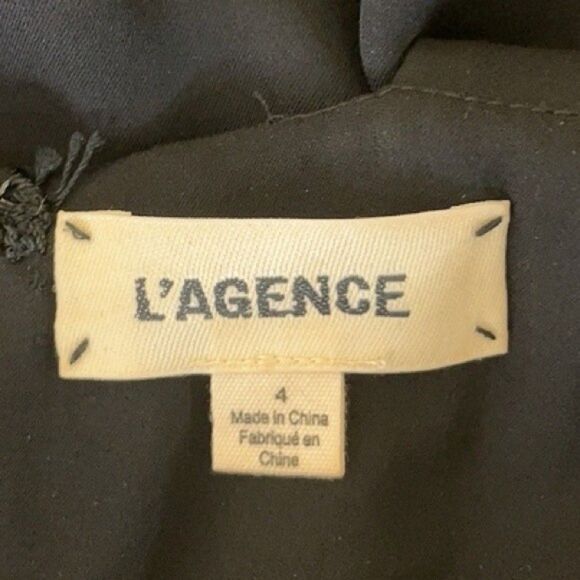 L'AGENCE
4
Made in China
Fabriqué en
Chine